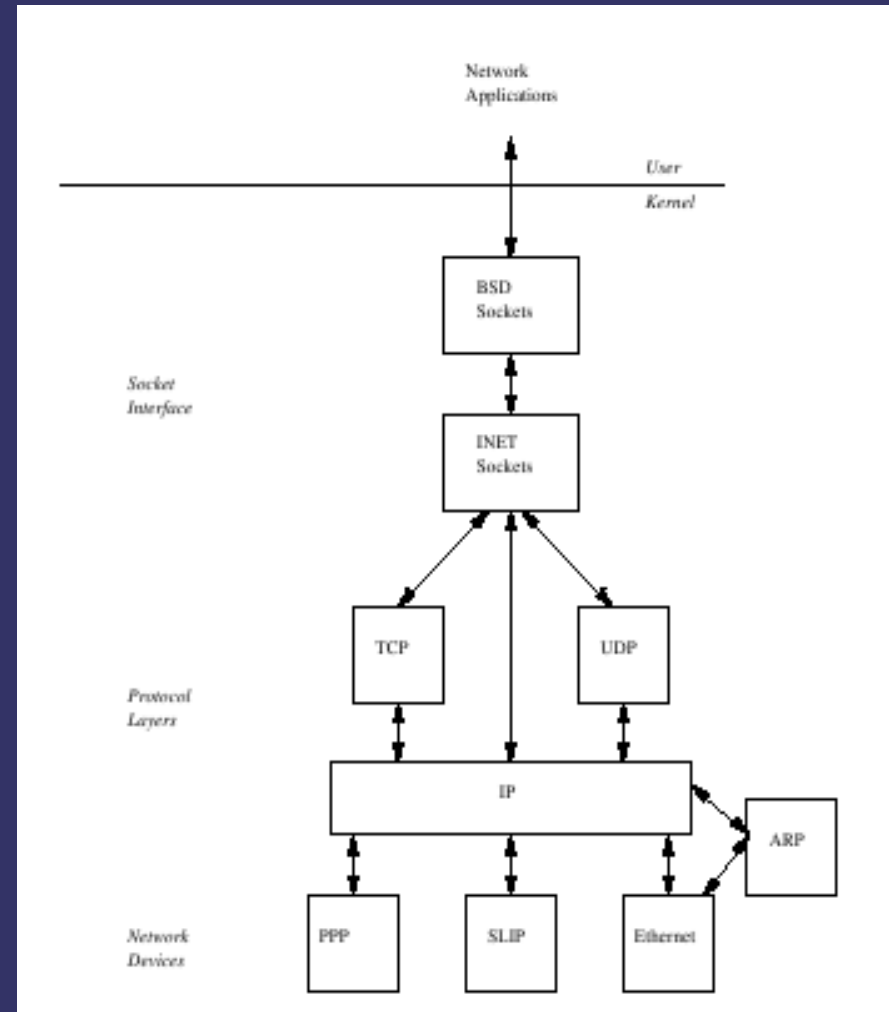 Network
Applications
User
Kernel
BSD
Sockets
Socket
Interface
INET
Sockets
TCP
UDP
Protocol
Layers
IP
ARP
PPP
SLIP
Ethernet
Network
Devices